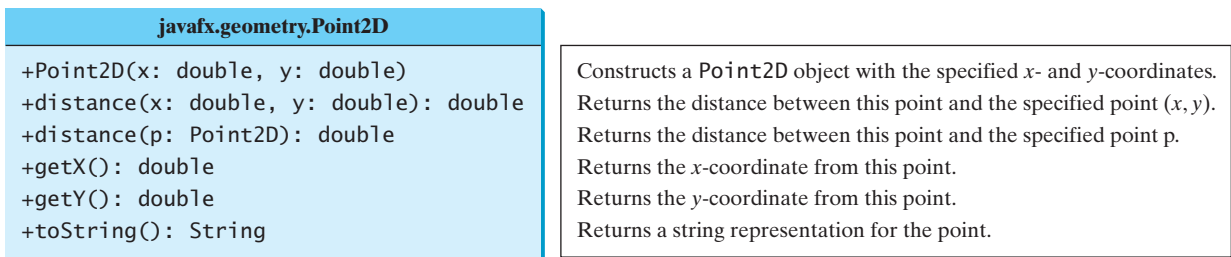 javafx.geometry.Point2D
+Point2D(x: double, y: double)
+distance(x: double, y: double): double
+distance(p: Point2D): double
+getX(): double
+getY(): double
+toString(): String
Constructs a Point2D object with the specified x- and y-coordinates.
Returns the distance between this point and the specified point (x, y).
Returns the distance between this point and the specified point p.
Returns the x-coordinate from this point.
Returns the y-coordinate from this point.
Returns a string representation for the point.